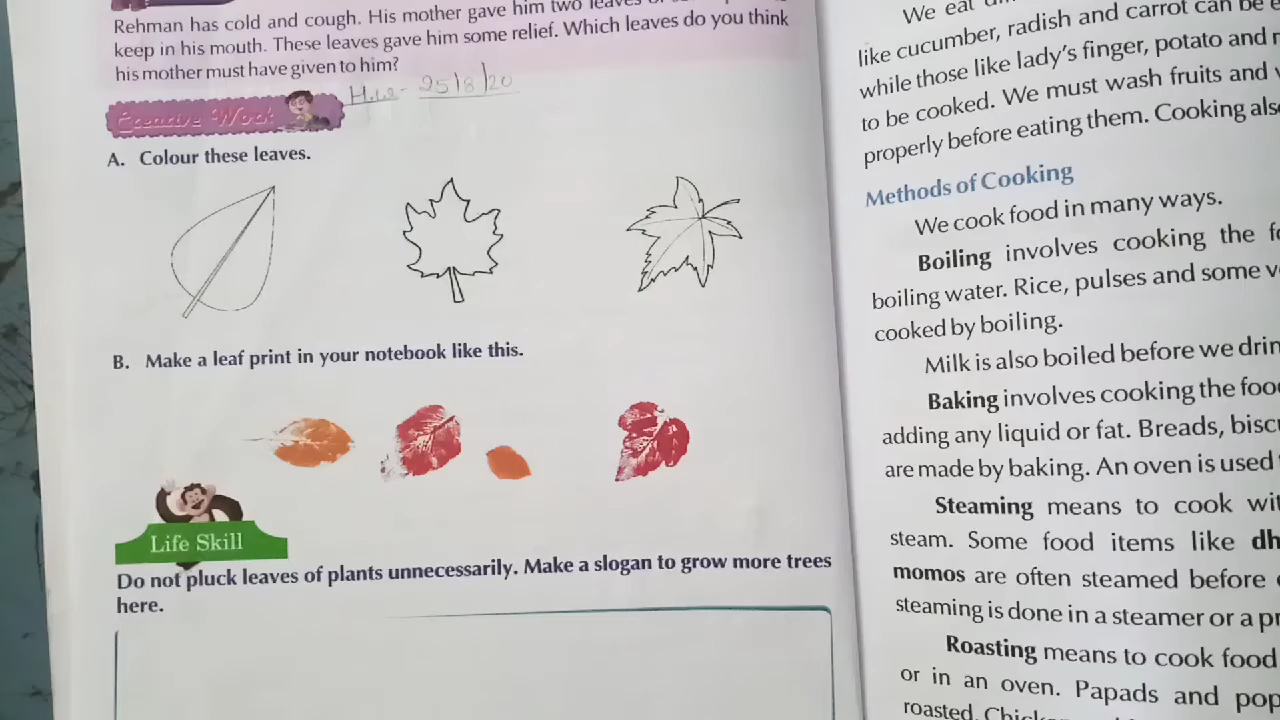 Rehman has cold and cough. His mother gave him two leaves of
keep in his mouth. These leaves gave him some relief. Which leaves do you think
his mother must have given to him?
H.W- 25/8/20
Creative Work
A. Colour these leaves.
B. Make a leaf print in your notebook like this.
Life Skill
Do not pluck leaves of plants unnecessarily. Make a slogan to grow more trees
here.
We eat
like cucumber, radish and carrot can be
while those like lady's finger, potato and
to be cooked. We must wash fruits and
properly before eating them. Cooking
Methods of Cooking
We cook food in many ways.
Boiling involves cooking the
boiling water. Rice, pulses and some
cooked by boiling.
Milk is also boiled before we
Baking involves cooking the
adding any liquid or fat. Breads,
are made by baking. An oven is used
Steaming means to cook
steam. Some food items like
momos are often steamed before
steaming is done in a steamer or a
Roasting means to cook food
or in an oven. Papads and
roasted.